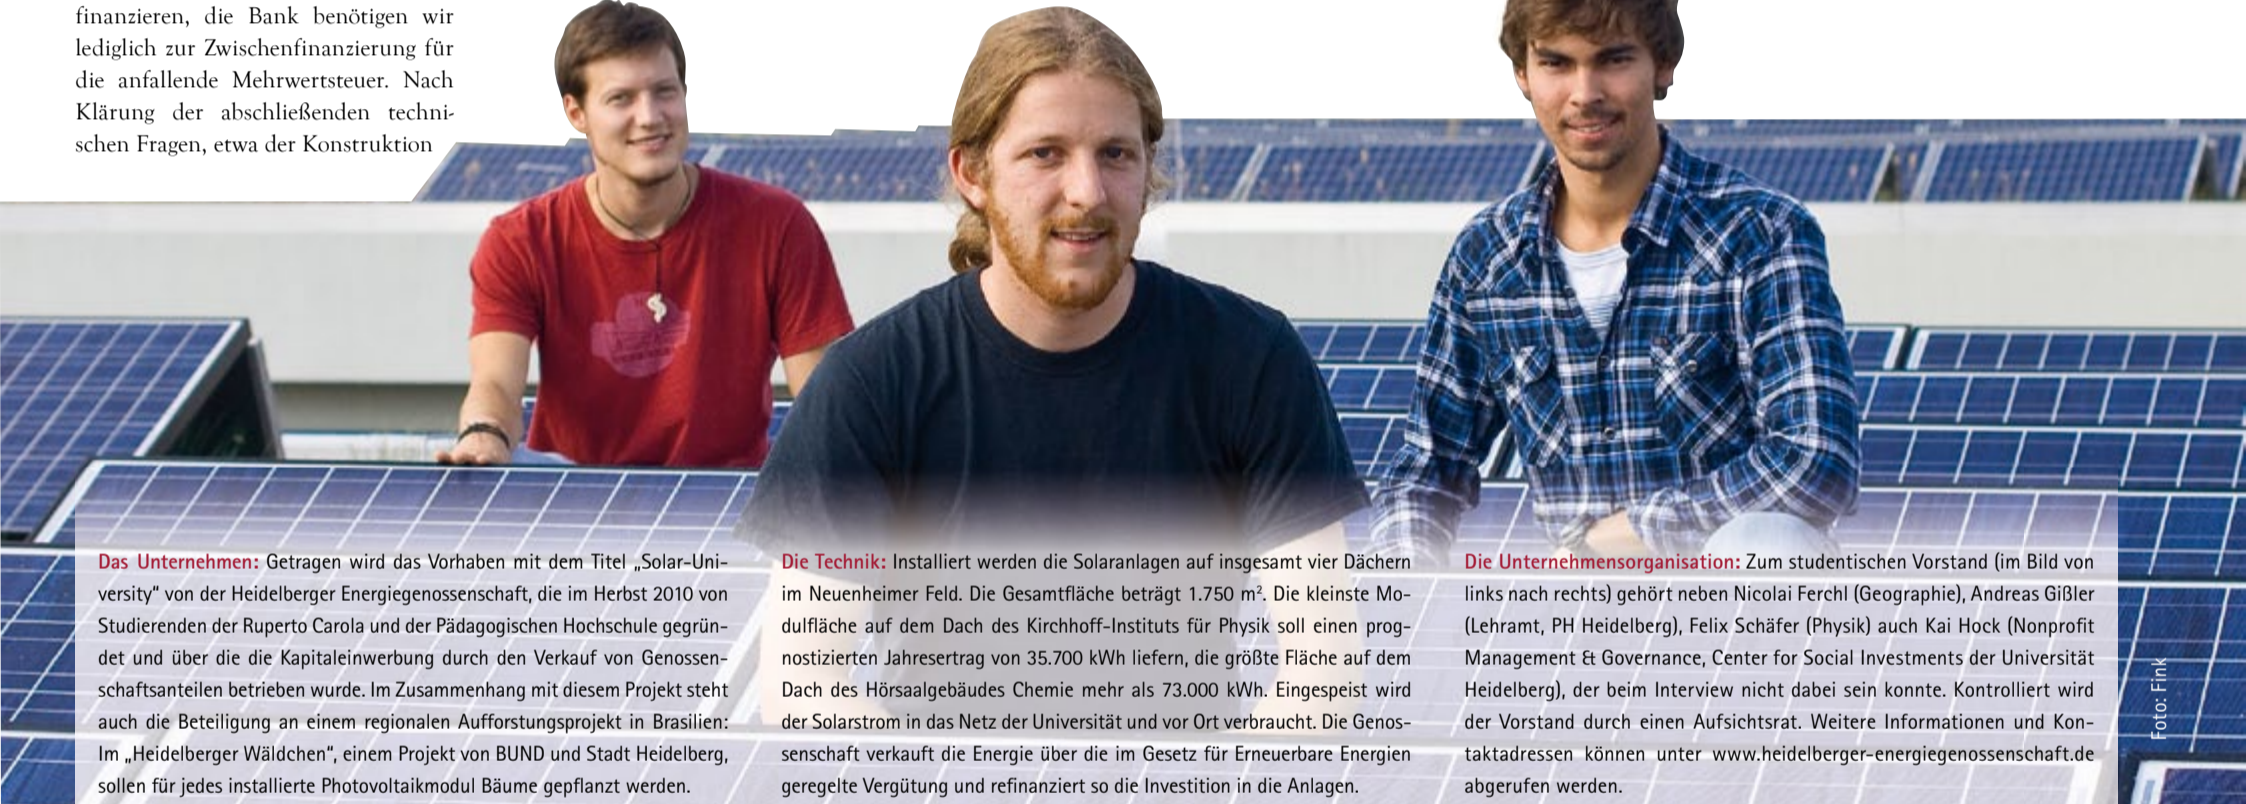 finanzieren, die Bank benötigen wir
lediglich zur Zwischenfinanzierung für
die anfallende Mehrwertsteuer. Nach
Klärung der abschließenden techni-
schen Fragen, etwa der Konstruktion
Das Unternehmen: Getragen wird das Vorhaben mit dem Titel „Solar-Uni-
versity“ von der Heidelberger Energiegenossenschaft, die im Herbst 2010 von
Studierenden der Ruperto Carola und der Pädagogischen Hochschule gegrün-
det und über die die Kapitaleinwerbung durch den Verkauf von Genossen-
schaftsanteilen betrieben wurde. Im Zusammenhang mit diesem Projekt steht
auch die Beteiligung an einem regionalen Aufforstungsprojekt in Brasilien:
Im „Heidelberger Wäldchen“, einem Projekt von BUND und Stadt Heidelberg,
sollen für jedes installierte Photovoltaikmodul Bäume gepflanzt werden.
Die Technik: Installiert werden die Solaranlagen auf insgesamt vier Dächern
im Neuenheimer Feld. Die Gesamtfläche beträgt 1.750 m². Die kleinste Mo-
dulfläche auf dem Dach des Kirchhoff-Instituts für Physik soll einen prog-
nostizierten Jahresertrag von 35.700 kWh liefern, die größte Fläche auf dem
Dach des Hörsaalgebäudes Chemie mehr als 73.000 kWh. Eingespeist wird
der Solarstrom in das Netz der Universität und vor Ort verbraucht. Die Genos-
senschaft verkauft die Energie über die im Gesetz für Erneuerbare Energien
geregelte Vergütung und refinanziert so die Investition in die Anlagen.
Die Unternehmensorganisation: Zum studentischen Vorstand (im Bild von
links nach rechts) gehört neben Nicolai Ferchl (Geographie), Andreas Gißler
(Lehramt, PH Heidelberg), Felix Schäfer (Physik) auch Kai Hock (Nonprofit
Management & Governance, Center for Social Investments der Universität
Heidelberg), der beim Interview nicht dabei sein konnte. Kontrolliert wird
der Vorstand durch einen Aufsichtsrat. Weitere Informationen und Kon-
taktadressen können unter www.heidelberger-energiegenossenschaft.de
abgerufen werden.
Foto: Fink